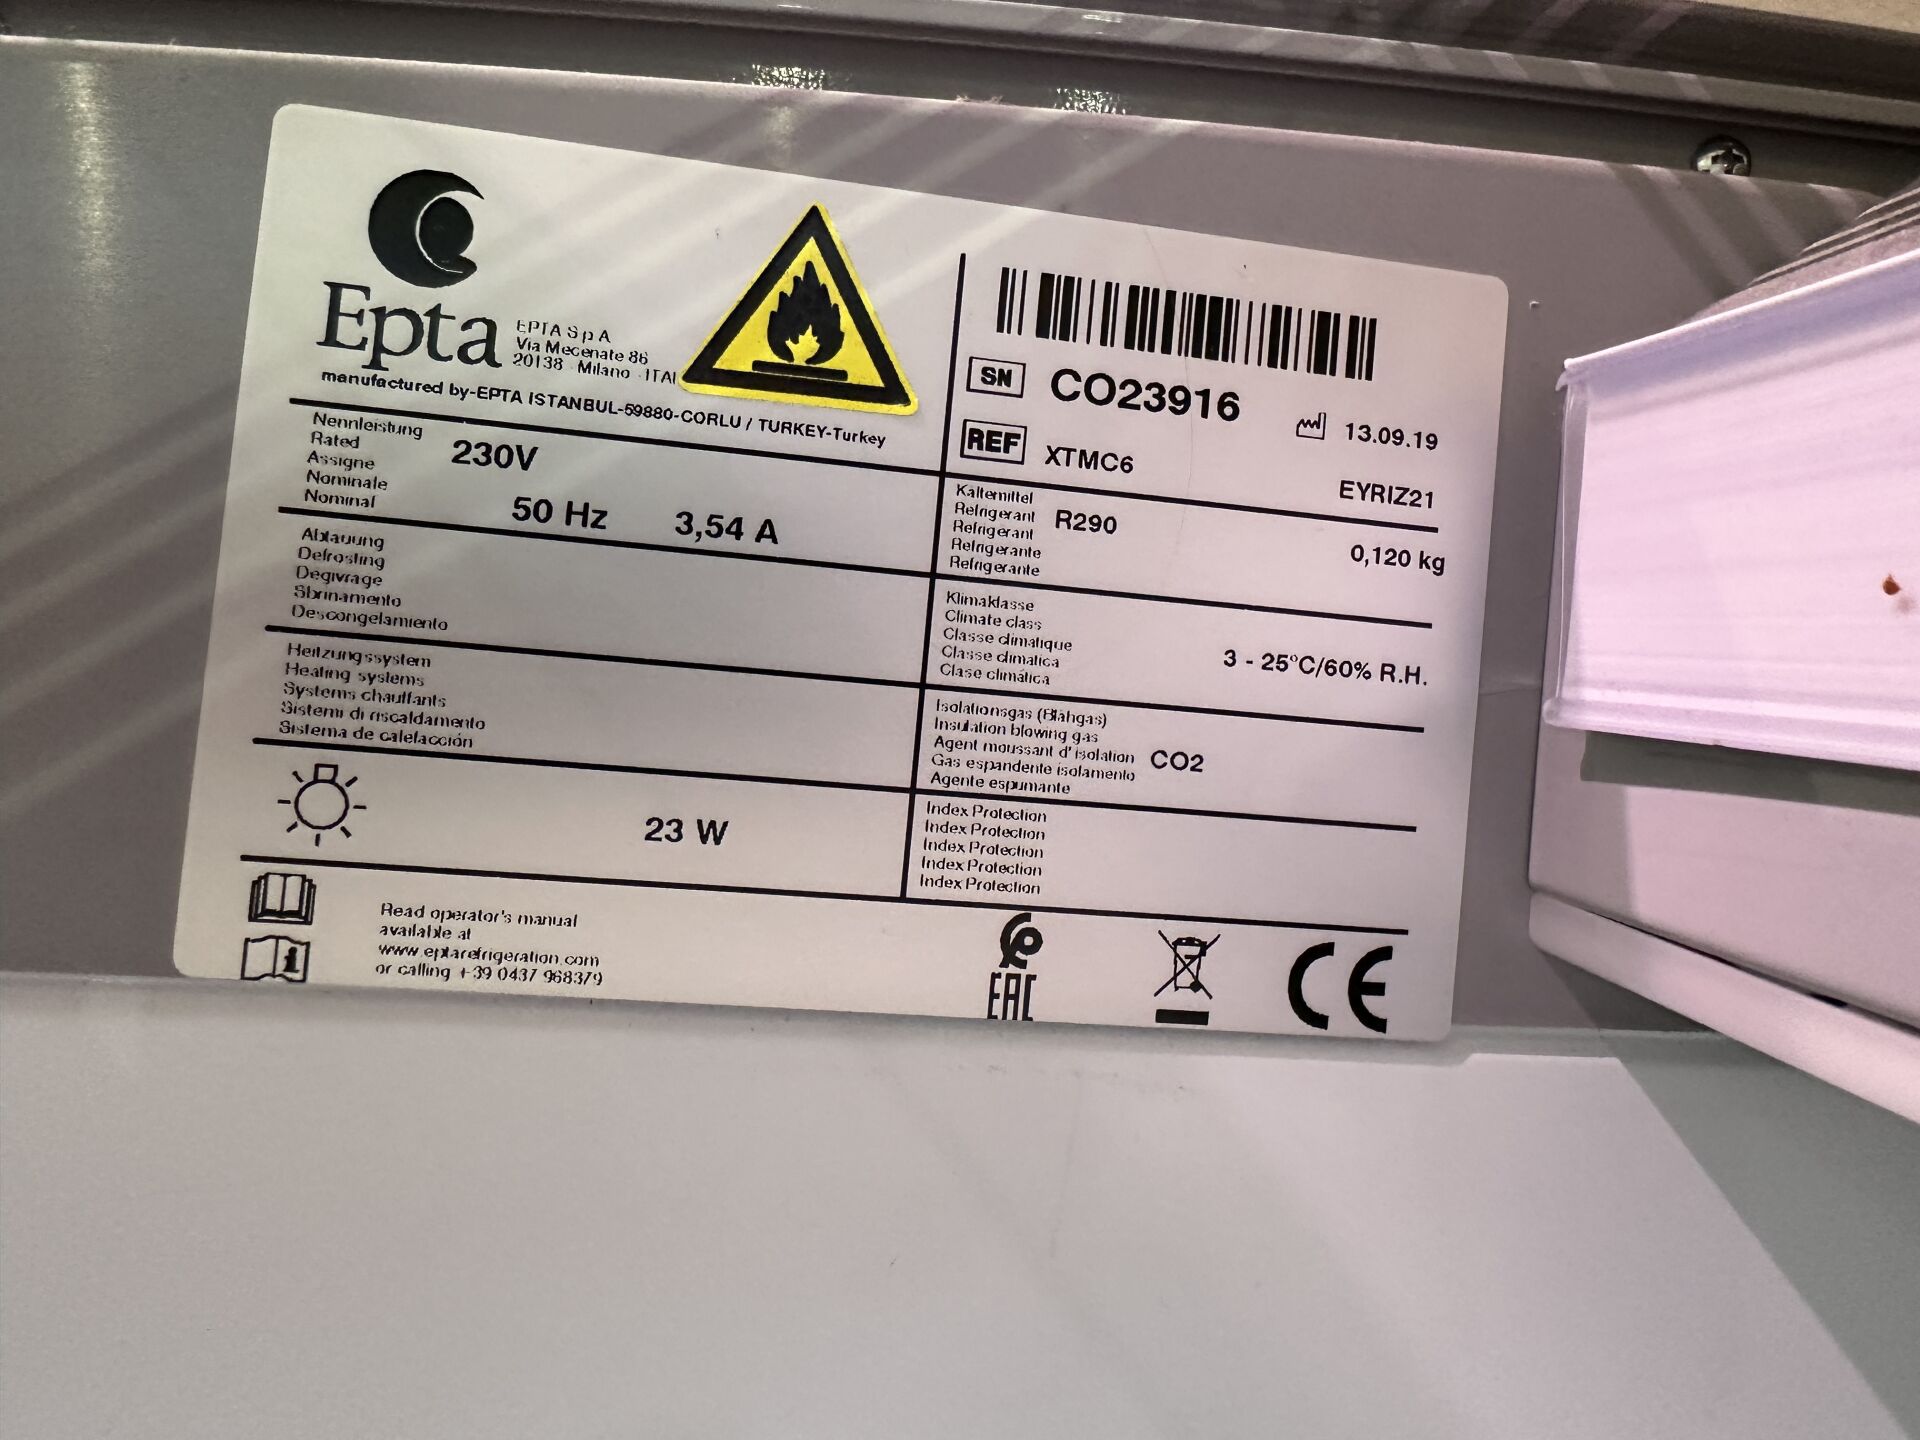 Epta
EPTA S p A
Via Mecenate 86
20138 - Milano - ITAl
manufactured by-EPTA ISTANBUL-59880-CORLU / TURKEY-Turkey
SN CO23916
13.09.19
REF XTMC6
EYRIZ21
Nennleistung
Rated
Assigne
Nominale
Nominal
230V
50 Hz 3,54 A
Kältemittel
Refrigerant
Refrigerant
Refrigerante
Refrigerante
R290
0,120 kg
Abtauung
Defrosting
Degivrage
Sbrinamento
Descongelamiento
Klimaklasse
Climate class
Classe climatique
Classe climatica
Clase climática
3 - 25°C/60% R.H.
Heitzungssystem
Heating systems
Systems chauffants
Sistemi di riscaldamento
Sistema de calefacción
Isolationsgas (Blähgas)
Insulation blowing gas
Agent moussant d' isolation
Gas espandente isolamento
Agente espumante
CO2
23 W
Index Protection
Index Protection
Index Protection
Index Protection
Index Protection
Read operator's manual
available at
www.eptarefrigeration.com
or calling +39 0437 968379
EAC
CE